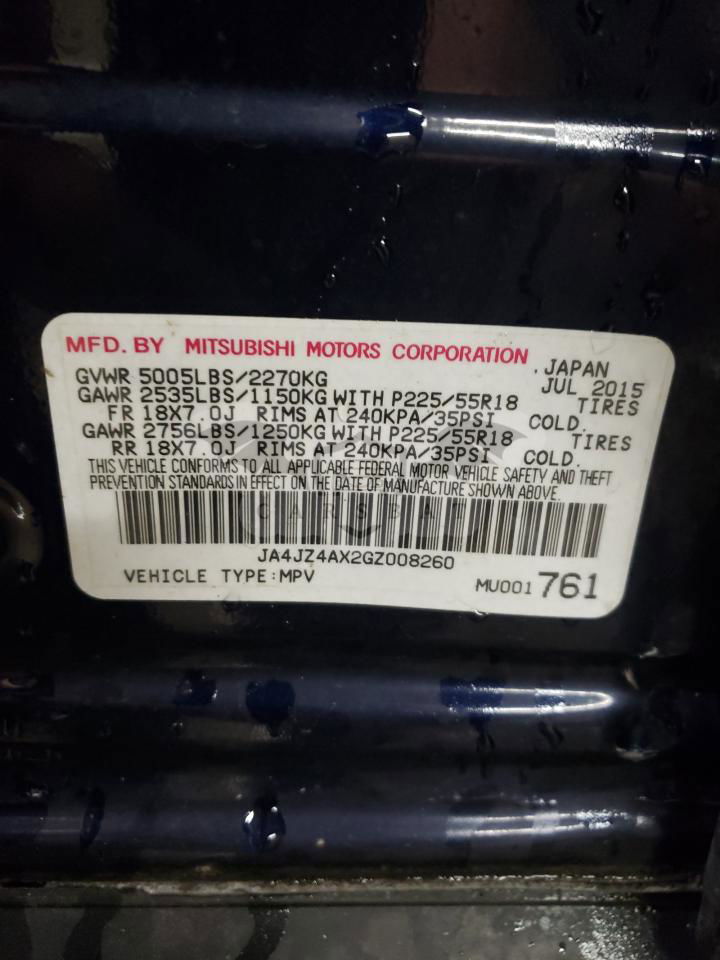 MFD. BY MITSUBISHI MOTORS CORPORATION
GVWR 5005LBS/2270KG JAPAN
JUL 2015
GAWR 2535LBS/1150KG WITH P225/55R18 TIRES
FR 18X7.0J RIMS AT 240KPA/35PSI COLD.
GAWR 2756LBS/1250KG WITH P225/55R18 TIRES
RR 18X7.0J RIMS AT 240KPA/35PSI COLD.
THIS VEHICLE CONFORMS TO ALL APPLICABLE FEDERAL MOTOR VEHICLE SAFETY AND THEFT
PREVENTION STANDARDS IN EFFECT ON THE DATE OF MANUFACTURE SHOWN ABOVE.
JA4JZ4AX2GZ008260
VEHICLE TYPE:MPV MU001761